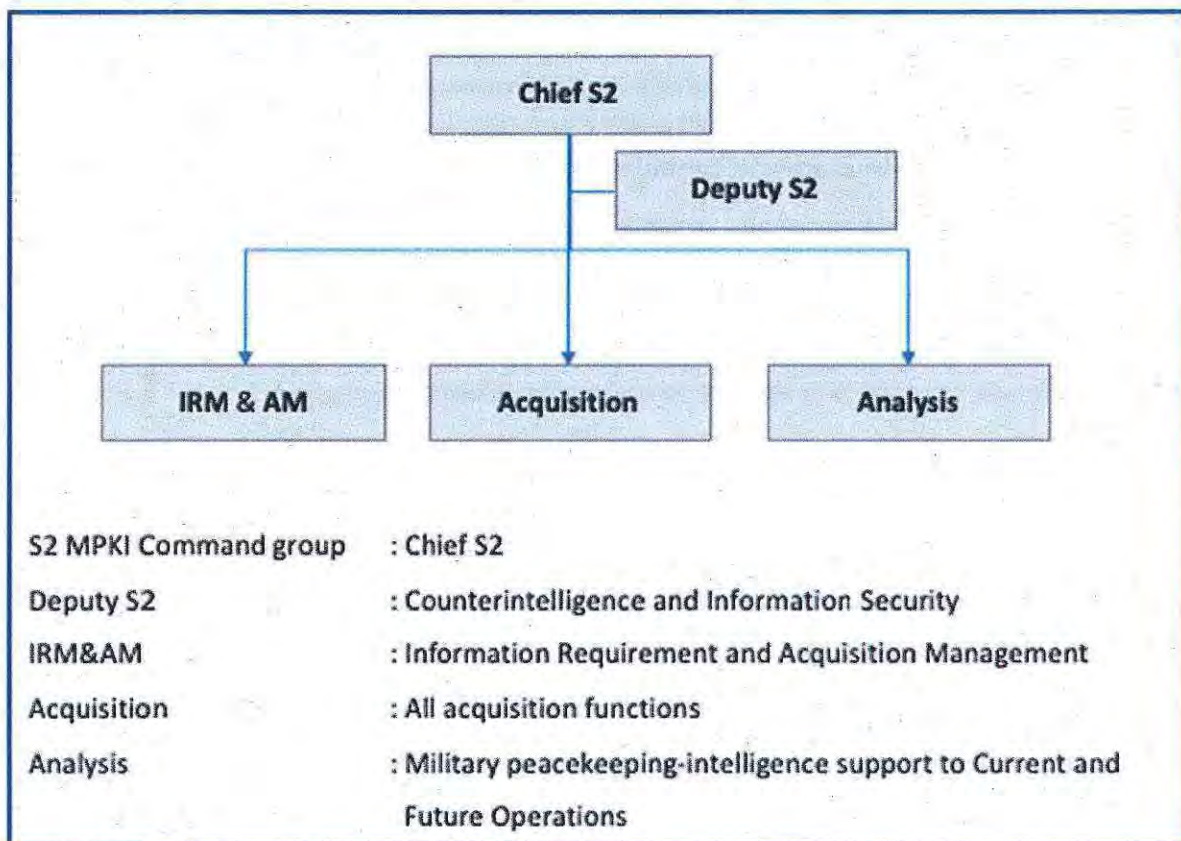 Chief S2
Deputy S2
IRM & AM
Acquisition
Analysis
S2 MPKI Command group : Chief S2
Deputy S2 : Counterintelligence and Information Security
IRM&AM : Information Requirement and Acquisition Management
Acquisition : All acquisition functions
Analysis : Military peacekeeping-intelligence support to Current and
Future Operations